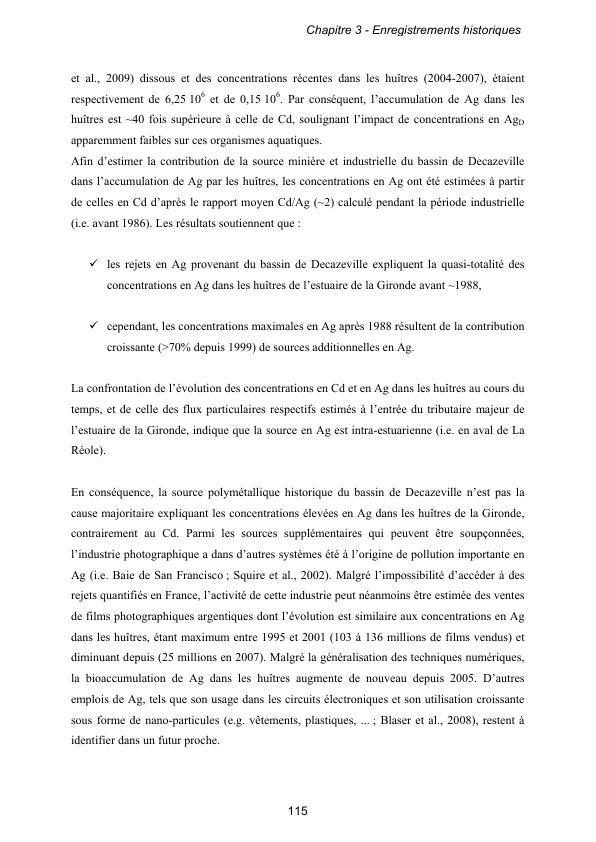 Chapitre 3 - Enregistrements historiques
et al., 2009) dissous et des concentrations récentes dans les huîtres (2004-2007), étaient
respectivement de 6,25 10⁶ et de 0,15 10⁶. Par conséquent, l’accumulation de Ag dans les
huîtres est ~40 fois supérieure à celle de Cd, soulignant l’impact de concentrations en Ag_D
apparemment faibles sur ces organismes aquatiques.
Afin d’estimer la contribution de la source minière et industrielle du bassin de Decazeville
dans l’accumulation de Ag par les huîtres, les concentrations en Ag ont été estimées à partir
de celles en Cd d’après le rapport moyen Cd/Ag (~2) calculé pendant la période industrielle
(i.e. avant 1986). Les résultats soutiennent que :
✓ les rejets en Ag provenant du bassin de Decazeville expliquent la quasi-totalité des
concentrations en Ag dans les huîtres de l’estuaire de la Gironde avant ~1988,
✓ cependant, les concentrations maximales en Ag après 1988 résultent de la contribution
croissante (>70% depuis 1999) de sources additionnelles en Ag.
La confrontation de l’évolution des concentrations en Cd et en Ag dans les huîtres au cours du
temps, et de celle des flux particulaires respectifs estimés à l’entrée du tributaire majeur de
l’estuaire de la Gironde, indique que la source en Ag est intra-estuarienne (i.e. en aval de La
Réole).
En conséquence, la source polymétallique historique du bassin de Decazeville n’est pas la
cause majoritaire expliquant les concentrations élevées en Ag dans les huîtres de la Gironde,
contrairement au Cd. Parmi les sources supplémentaires qui peuvent être soupçonnées,
l’industrie photographique a dans d’autres systèmes été à l’origine de pollution importante en
Ag (i.e. Baie de San Francisco ; Squire et al., 2002). Malgré l’impossibilité d’accéder à des
rejets quantifiés en France, l’activité de cette industrie peut néanmoins être estimée des ventes
de films photographiques argentiques dont l’évolution est similaire aux concentrations en Ag
dans les huîtres, étant maximum entre 1995 et 2001 (103 à 136 millions de films vendus) et
diminuant depuis (25 millions en 2007). Malgré la généralisation des techniques numériques,
la bioaccumulation de Ag dans les huîtres augmente de nouveau depuis 2005. D’autres
emplois de Ag, tels que son usage dans les circuits électroniques et son utilisation croissante
sous forme de nano-particules (e.g. vêtements, plastiques, ... ; Blaser et al., 2008), restent à
identifier dans un futur proche.
115